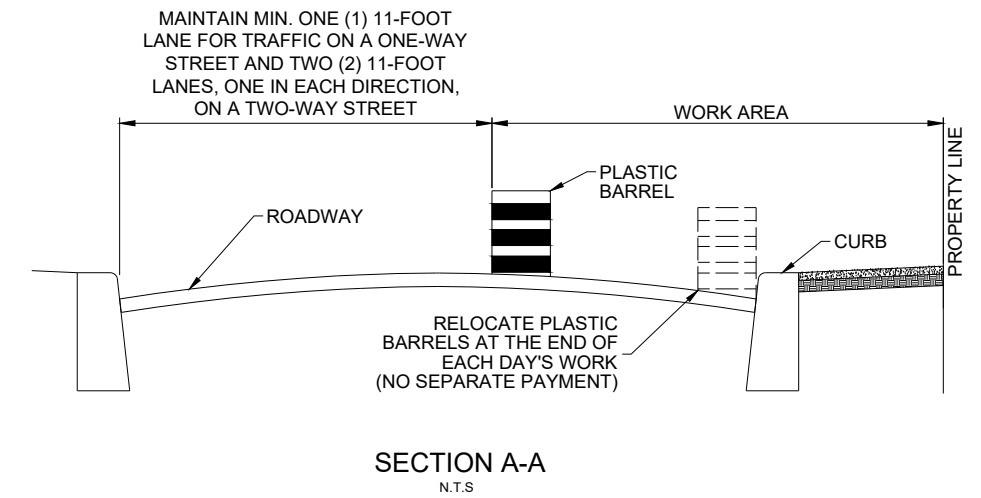 MAINTAIN MIN. ONE (1) 11-FOOT
LANE FOR TRAFFIC ON A ONE-WAY
STREET AND TWO (2) 11-FOOT
LANES, ONE IN EACH DIRECTION,
ON A TWO-WAY STREET
WORK AREA
PROPERTY LINE
PLASTIC
BARREL
ROADWAY
CURB
RELOCATE PLASTIC
BARRELS AT THE END OF
EACH DAY'S WORK
(NO SEPARATE PAYMENT)
SECTION A-A
N.T.S